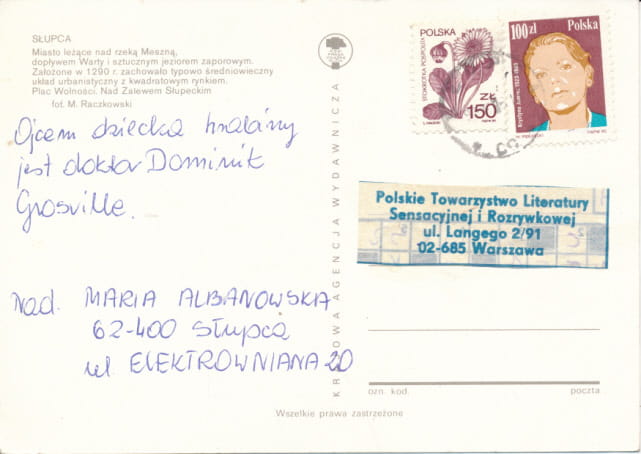 SŁUPCA
Miasto leżące nad rzeką Meszną,
dopływem Warty i sztucznym jeziorem zaporowym.
Założone w 1290 r. zachowało typowo średniowieczny
układ urbanistyczny z kwadratowym rynkiem.
Plac Wolności. Nad Zalewem Słupeckim
fot. M. Raczkowski
Ojcem dziecka hrabiny
jest doktor Dominik
Grosville.
Nad. MARIA ALBANOWSKA
62-400 Słupca
ul ELEKTROWNIANA 20
KRAJOWA AGENCJA WYDAWNICZA
POLSKA
STOKROTKA POSPOLITA
150 ZŁ
100 zł Polska
Polskie Towarzystwo Literatury
Sensacyjnej i Rozrywkowej
ul. Langego 2/91
02-685 Warszawa
ozn. kod. poczta
Wszelkie prawa zastrzeżone